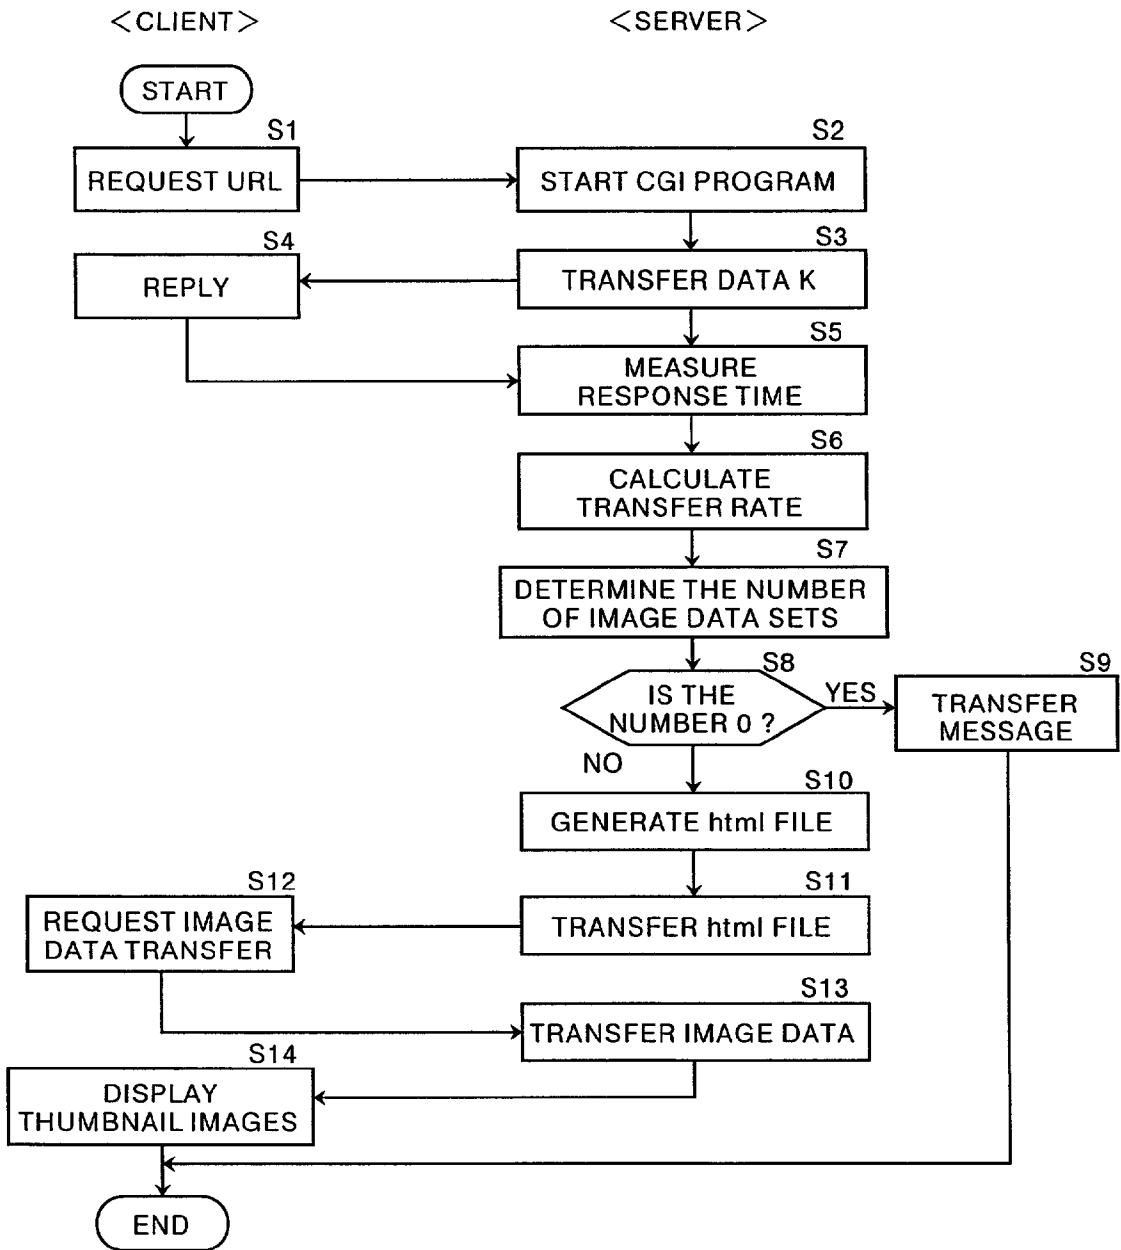 <CLIENT>
<SERVER>
START
S1
REQUEST URL
S2
START CGI PROGRAM
S4
REPLY
S3
TRANSFER DATA K
S5
MEASURE
RESPONSE TIME
S6
CALCULATE
TRANSFER RATE
S7
DETERMINE THE NUMBER
OF IMAGE DATA SETS
S8
IS THE
NUMBER 0 ?
YES
S9
TRANSFER
MESSAGE
NO
S10
GENERATE html FILE
S11
TRANSFER html FILE
S12
REQUEST IMAGE
DATA TRANSFER
S13
TRANSFER IMAGE DATA
S14
DISPLAY
THUMBNAIL IMAGES
END